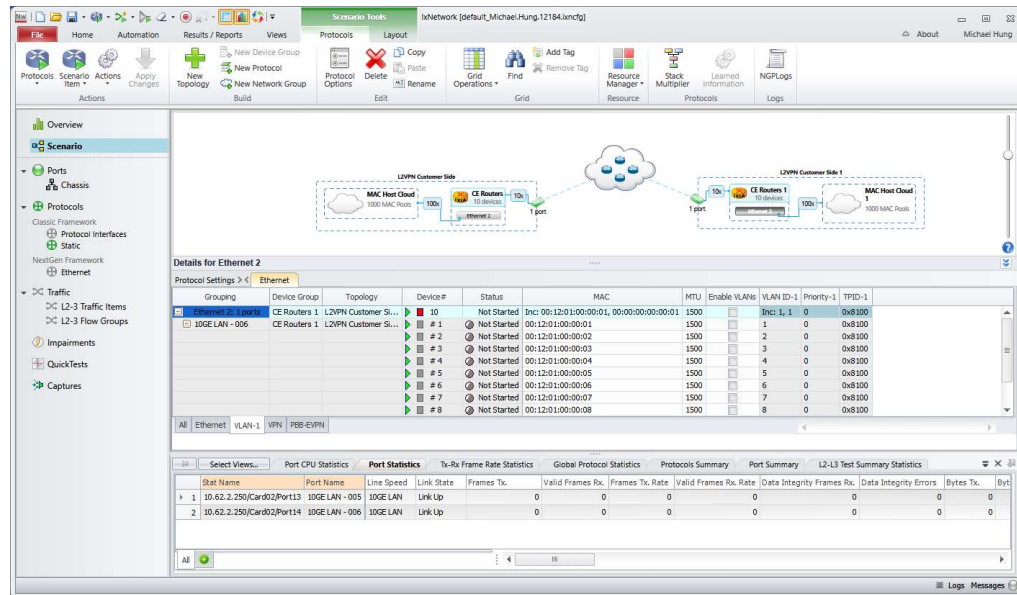 Scenario Tools IxNetwork [default_Michael.Hung.12184.ixncfg]
File Home Automation Results / Reports Views Protocols Layout About Michael Hung
Protocols Scenario Item Actions Apply Changes
New Topology New Device Group New Protocol New Network Group
Protocol Options Delete Copy Paste Rename
Grid Operations Find Add Tag Remove Tag
Resource Manager Stack Multiplier Learned Information NGPLogs
Actions Build Edit Grid Resource Protocols Logs
Overview
Scenario
Ports
Chassis
Protocols
Classic Framework
Protocol Interfaces
Static
NextGen Framework
Ethernet
Traffic
L2-3 Traffic Items
L2-3 Flow Groups
Impairments
QuickTests
Captures
L2VPN Customer Side
MAC Host Cloud
1000 MAC Pools
100x
CE Routers
10 devices
Ethernet 1
10x
1 port
L2VPN Customer Side 1
1 port
10x
CE Routers 1
10 devices
Ethernet 2
100x
MAC Host Cloud 1
1000 MAC Pools
Details for Ethernet 2
Protocol Settings > < Ethernet
Grouping Device Group Topology Device# Status MAC MTU Enable VLANs VLAN ID-1 Priority-1 TPID-1
Ethernet 2: 1 ports CE Routers 1 L2VPN Customer Si... 10 Not Started Inc: 00:12:01:00:00:01, 00:00:00:00:00:01 1500 Inc: 1, 1 0 0x8100
10GE LAN - 006 CE Routers 1 L2VPN Customer Si... # 1 Not Started 00:12:01:00:00:01 1500 1 0 0x8100
# 2 Not Started 00:12:01:00:00:02 1500 2 0 0x8100
# 3 Not Started 00:12:01:00:00:03 1500 3 0 0x8100
# 4 Not Started 00:12:01:00:00:04 1500 4 0 0x8100
# 5 Not Started 00:12:01:00:00:05 1500 5 0 0x8100
# 6 Not Started 00:12:01:00:00:06 1500 6 0 0x8100
# 7 Not Started 00:12:01:00:00:07 1500 7 0 0x8100
# 8 Not Started 00:12:01:00:00:08 1500 8 0 0x8100
All Ethernet VLAN-1 VPN PBB-EVPN
Select Views... Port CPU Statistics Port Statistics Tx-Rx Frame Rate Statistics Global Protocol Statistics Protocols Summary Port Summary L2-L3 Test Summary Statistics
Stat Name Port Name Line Speed Link State Frames Tx. Valid Frames Rx. Frames Tx. Rate Valid Frames Rx. Rate Data Integrity Frames Rx. Data Integrity Errors Bytes Tx. Byt
1 10.62.2.250/Card02/Port13 10GE LAN - 005 10GE LAN Link Up 0 0 0 0 0 0 0
2 10.62.2.250/Card02/Port14 10GE LAN - 006 10GE LAN Link Up 0 0 0 0 0 0 0
All
Logs Messages